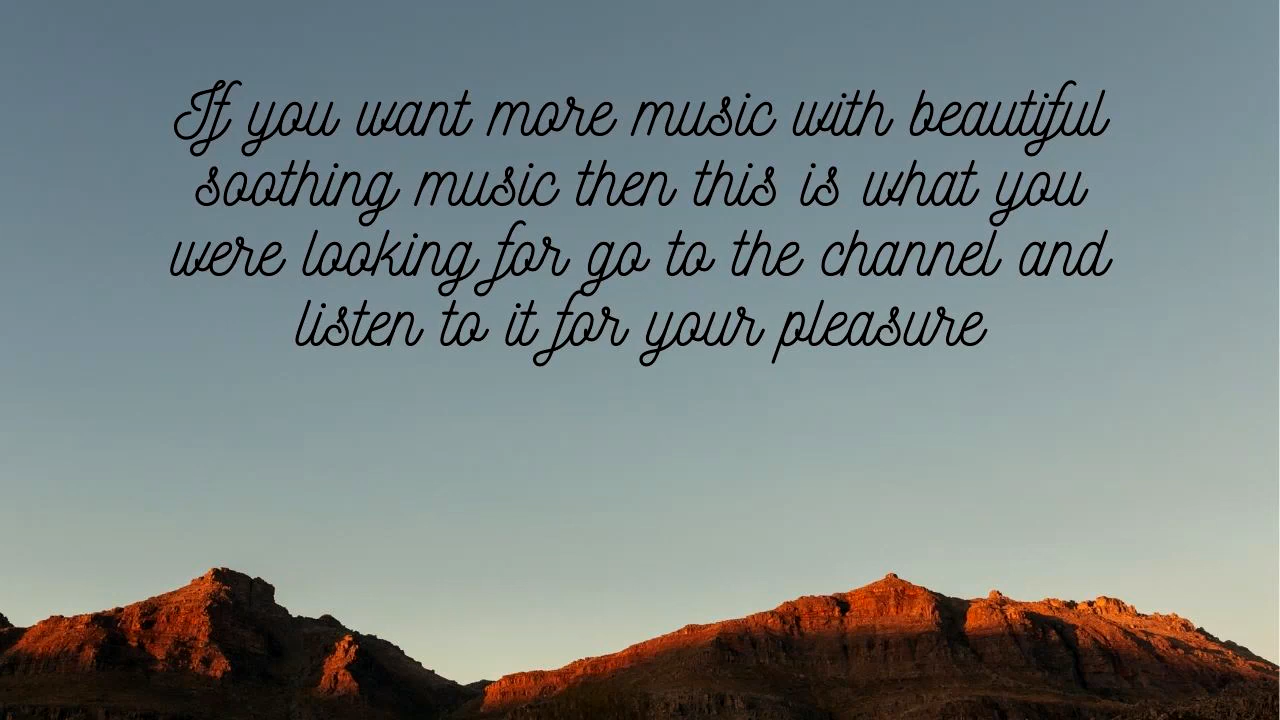 If you want more music with beautiful
soothing music then this is what you
were looking for go to the channel and
listen to it for your pleasure